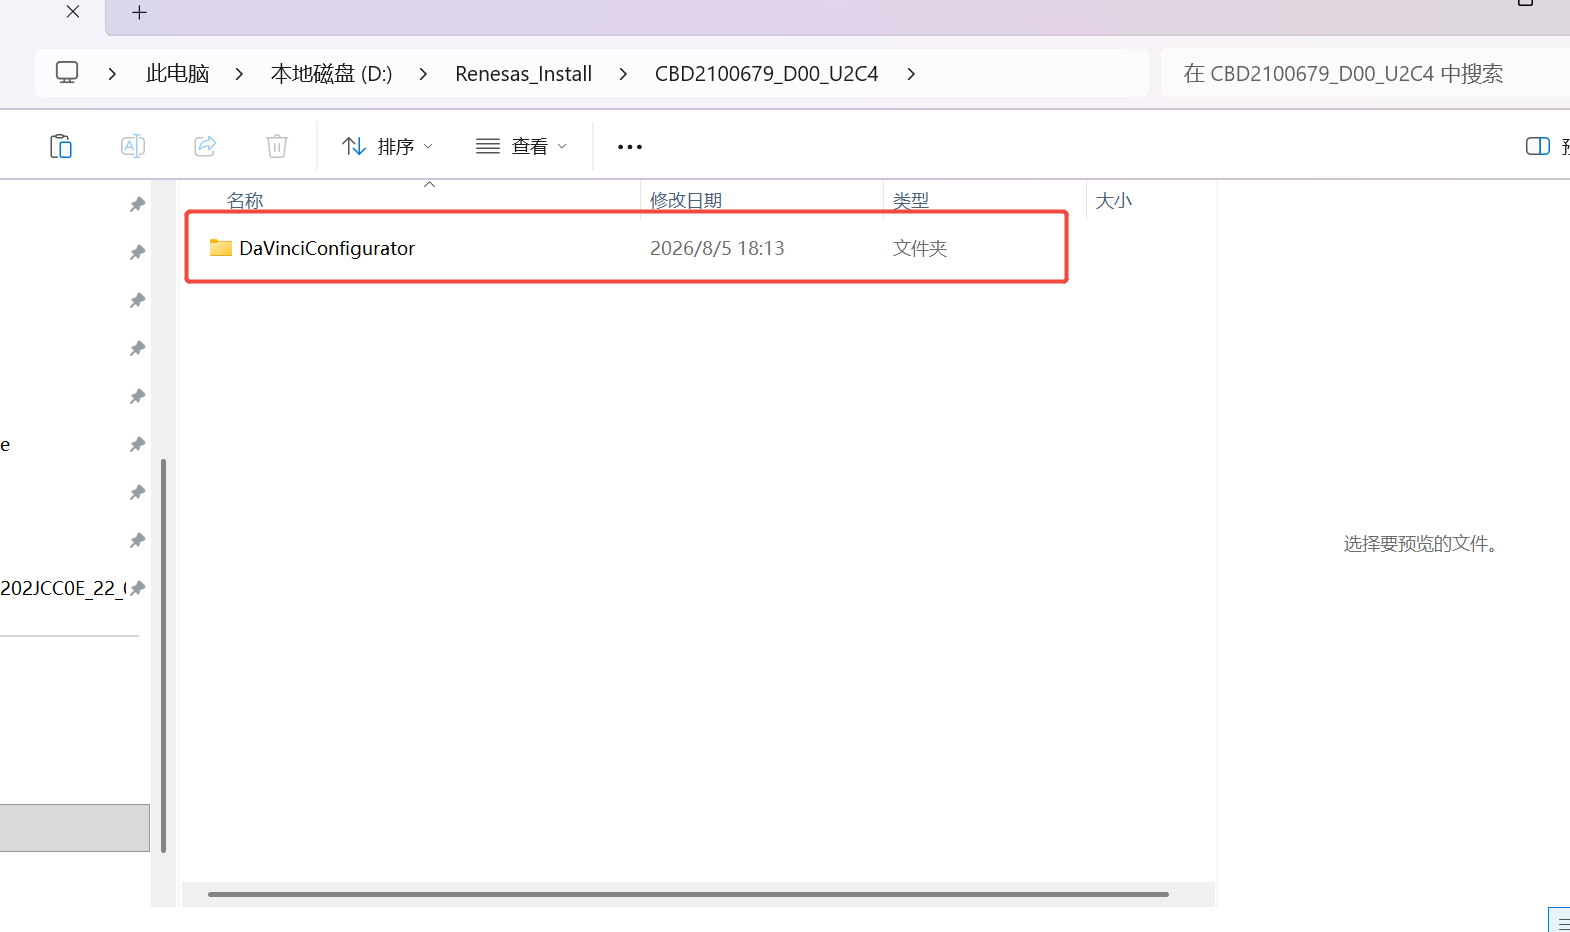 此电脑 > 本地磁盘 (D:) > Renesas_Install > CBD2100679_D00_U2C4 >
在 CBD2100679_D00_U2C4 中搜索
排序 查看
名称 修改日期 类型 大小
DaVinciConfigurator 2026/8/5 18:13 文件夹
e
选择要预览的文件。
202JCC0E_22_